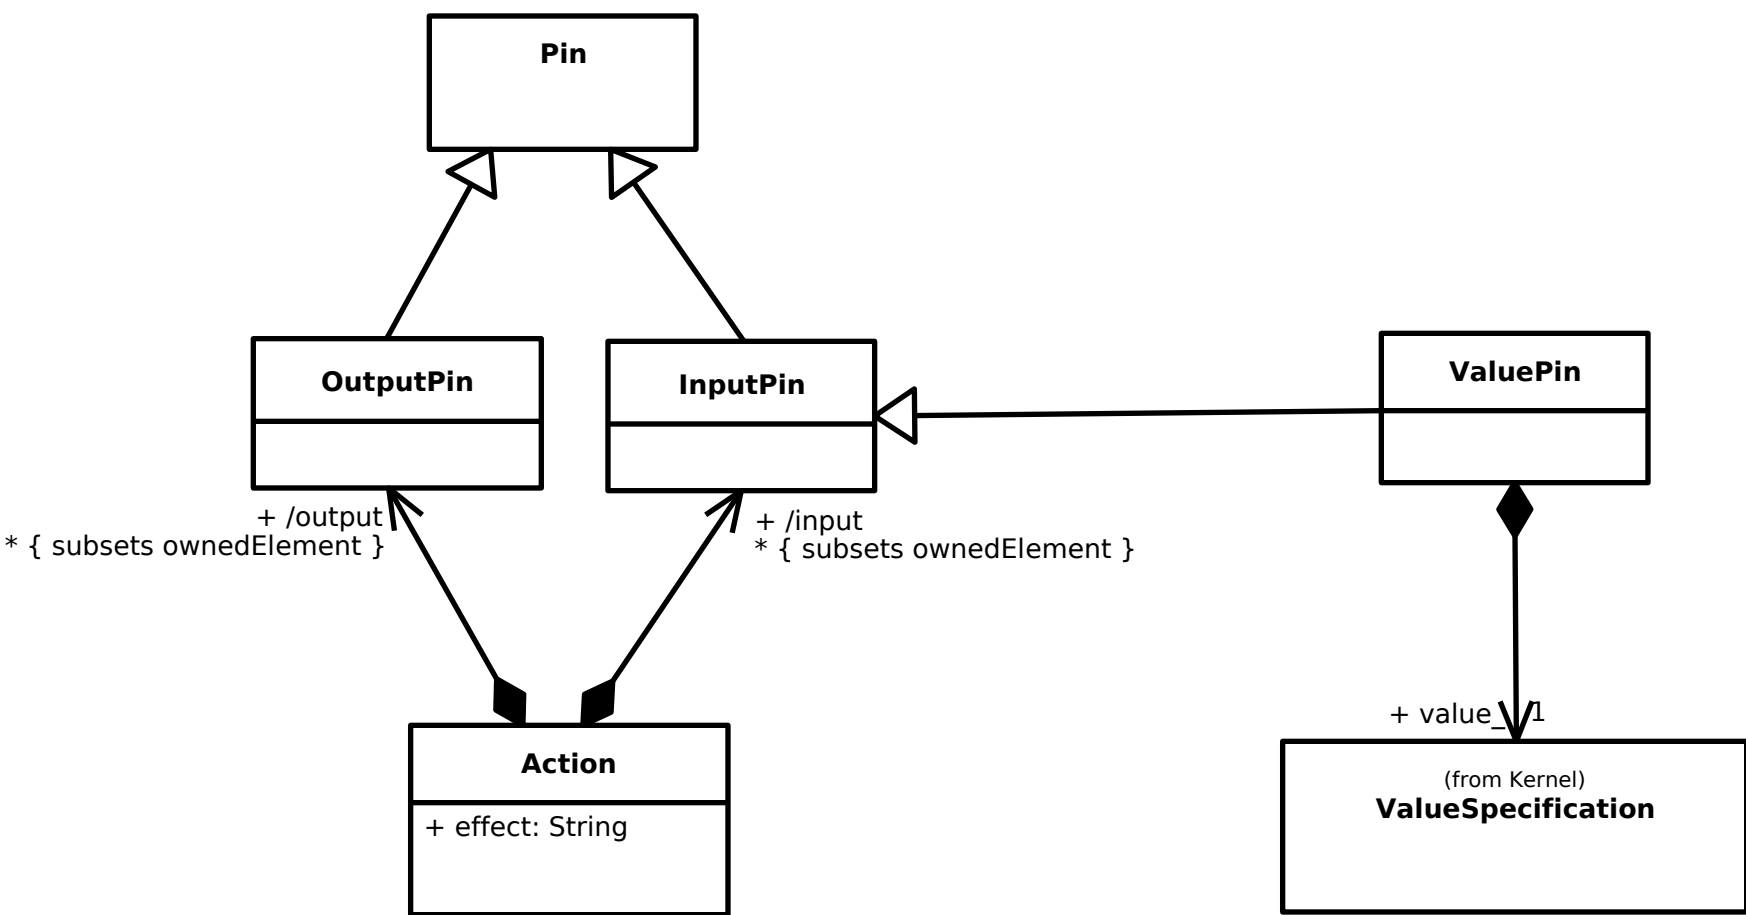 Pin
OutputPin
InputPin
ValuePin
+ /output
* { subsets ownedElement }
+ /input
* { subsets ownedElement }
+ value_ 1
Action
+ effect: String
(from Kernel)
ValueSpecification